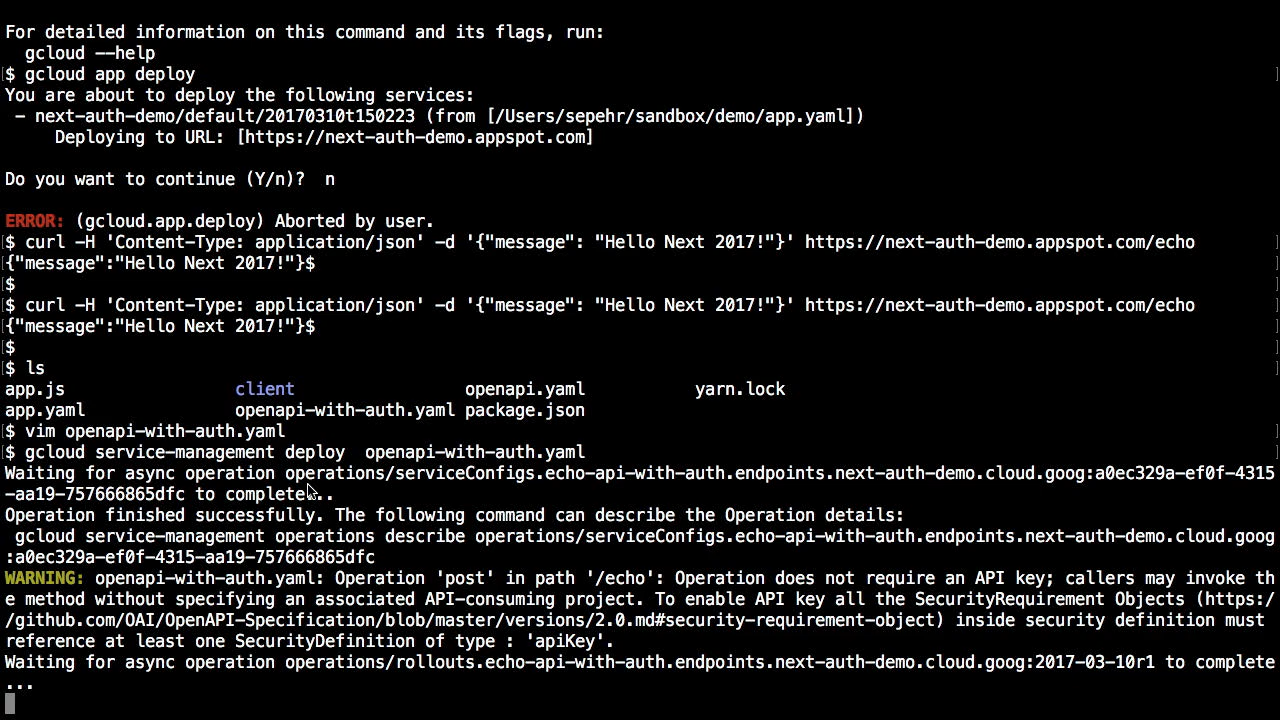 For detailed information on this command and its flags, run:
  gcloud --help
[$ gcloud app deploy ]
You are about to deploy the following services:
 - next-auth-demo/default/20170310t150223 (from [/Users/sepehr/sandbox/demo/app.yaml])
     Deploying to URL: [https://next-auth-demo.appspot.com]

Do you want to continue (Y/n)?  n

ERROR: (gcloud.app.deploy) Aborted by user.
[$ curl -H 'Content-Type: application/json' -d '{"message": "Hello Next 2017!"}' https://next-auth-demo.appspot.com/echo ]
[{"message":"Hello Next 2017!"}$ ]
[$ ]
[$ curl -H 'Content-Type: application/json' -d '{"message": "Hello Next 2017!"}' https://next-auth-demo.appspot.com/echo ]
[{"message":"Hello Next 2017!"}$ ]
[$ ]
[$ ls ]
app.js                 client                 openapi.yaml           yarn.lock
app.yaml               openapi-with-auth.yaml package.json
[$ vim openapi-with-auth.yaml ]
[$ gcloud service-management deploy  openapi-with-auth.yaml ]
Waiting for async operation operations/serviceConfigs.echo-api-with-auth.endpoints.next-auth-demo.cloud.goog:a0ec329a-ef0f-4315
-aa19-757666865dfc to complete...
Operation finished successfully. The following command can describe the Operation details:
 gcloud service-management operations describe operations/serviceConfigs.echo-api-with-auth.endpoints.next-auth-demo.cloud.goog
:a0ec329a-ef0f-4315-aa19-757666865dfc
WARNING: openapi-with-auth.yaml: Operation 'post' in path '/echo': Operation does not require an API key; callers may invoke th
e method without specifying an associated API-consuming project. To enable API key all the SecurityRequirement Objects (https:/
/github.com/OAI/OpenAPI-Specification/blob/master/versions/2.0.md#security-requirement-object) inside security definition must
reference at least one SecurityDefinition of type : 'apiKey'.
Waiting for async operation operations/rollouts.echo-api-with-auth.endpoints.next-auth-demo.cloud.goog:2017-03-10r1 to complete
...